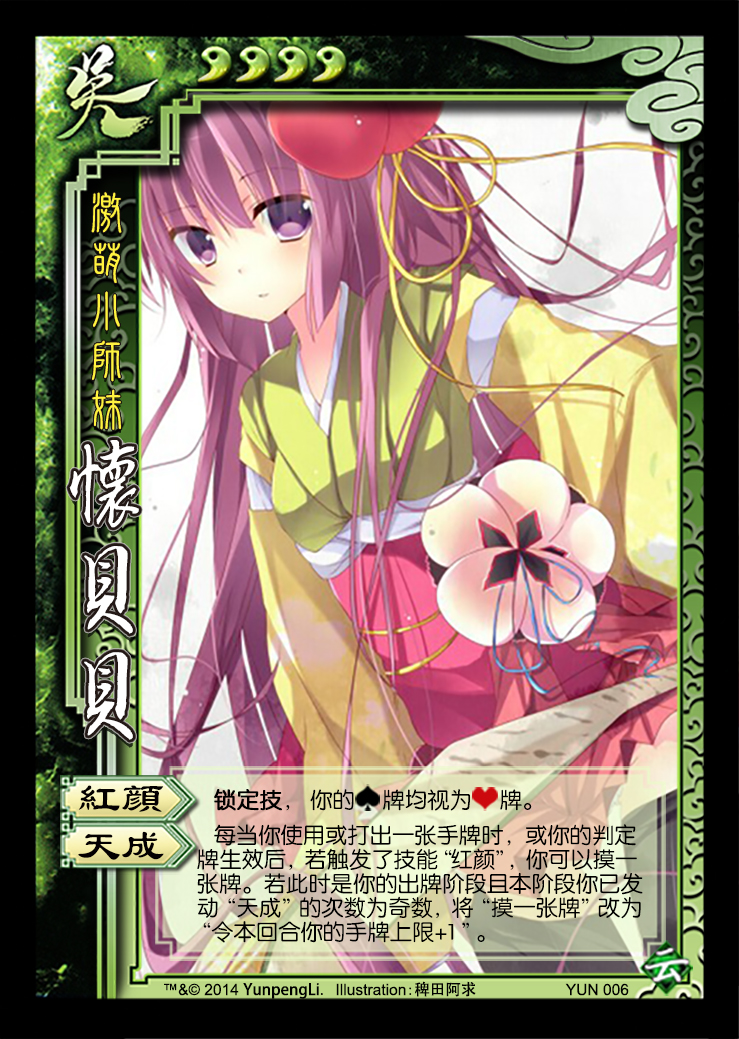 吴
激萌小師妹
懷貝貝
紅顏
锁定技，你的♠牌均视为♥牌。
天成
每当你使用或打出一张手牌时，或你的判定
牌生效后，若触发了技能“红颜”，你可以摸一
张牌。若此时是你的出牌阶段且本阶段你已发
动“天成”的次数为奇数，将“摸一张牌”改为
“令本回合你的手牌上限+1”。
云
™&© 2014 YunpengLi. Illustration：稗田阿求 YUN 006